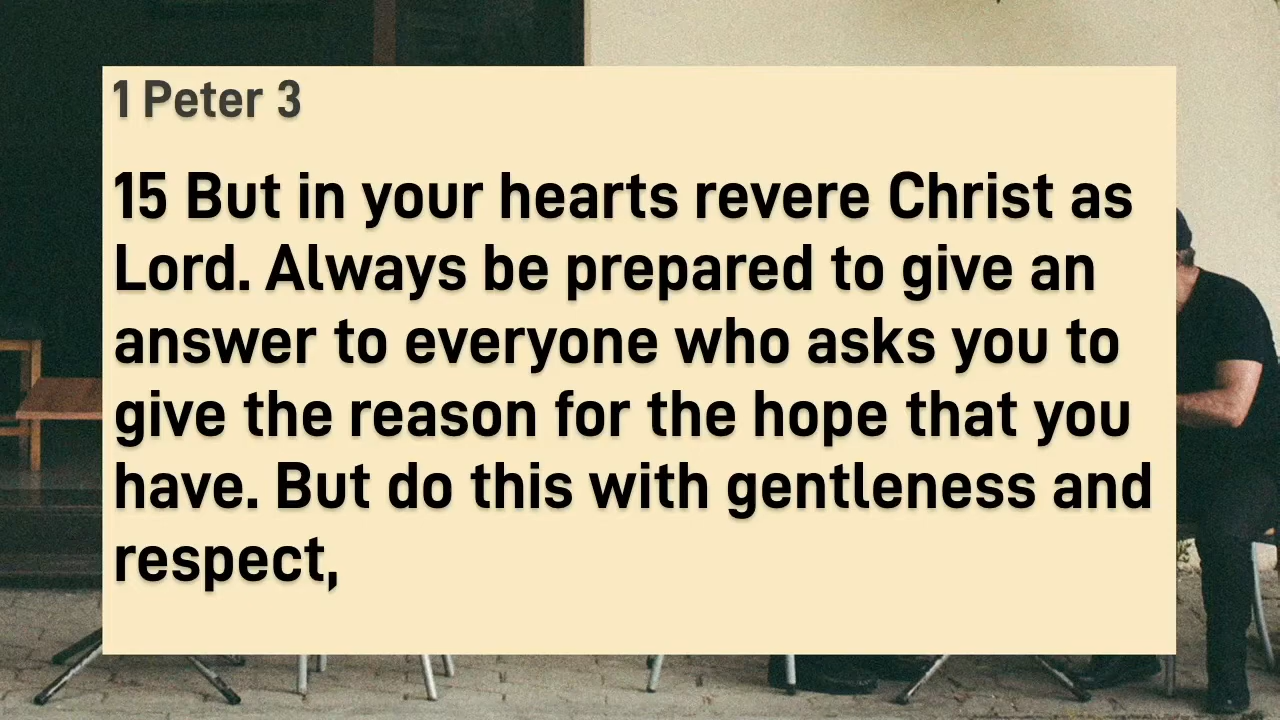 1 Peter 3
15 But in your hearts revere Christ as
Lord. Always be prepared to give an
answer to everyone who asks you to
give the reason for the hope that you
have. But do this with gentleness and
respect,